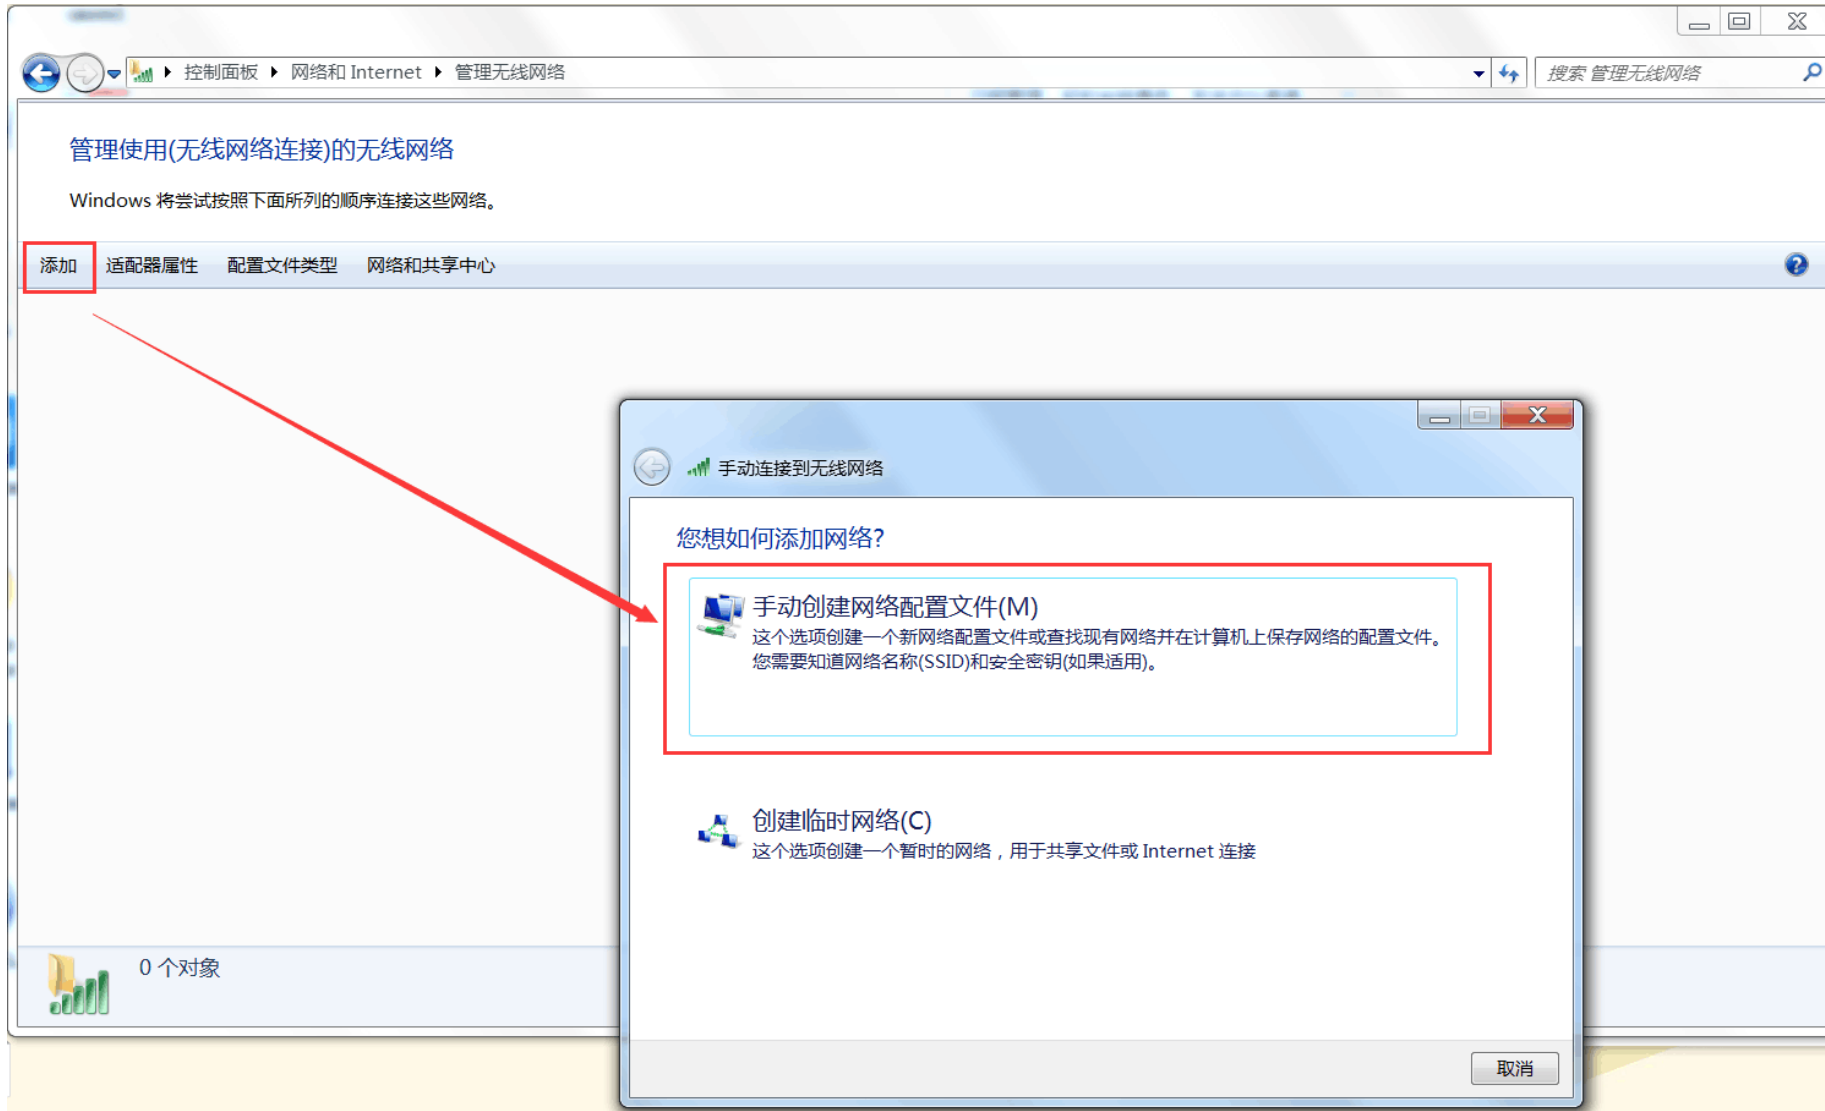 控制面板 网络和 Internet 管理无线网络
搜索 管理无线网络
管理使用(无线网络连接)的无线网络
Windows 将尝试按照下面所列的顺序连接这些网络。
添加 适配器属性 配置文件类型 网络和共享中心
手动连接到无线网络
您想如何添加网络?
手动创建网络配置文件(M)
这个选项创建一个新网络配置文件或查找现有网络并在计算机上保存网络的配置文件。
您需要知道网络名称(SSID)和安全密钥(如果适用)。
创建临时网络(C)
这个选项创建一个暂时的网络，用于共享文件或 Internet 连接
0 个对象
取消